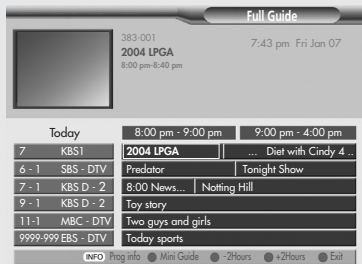 Full Guide
383-001
2004 LPGA
8:00 pm-8:40 pm
7:43 pm Fri Jan 07
Today 8:00 pm - 9:00 pm 9:00 pm - 4:00 pm
7 KBS1 2004 LPGA ... Diet with Cindy 4 ..
6 - 1 SBS - DTV Predator Tonight Show
7 - 1 KBS D - 2 8:00 News... Notting Hill
9 - 1 KBS D - 2 Toy story
11-1 MBC - DTV Two guys and girls
9999-999 EBS - DTV Today sports
INFO Prog info Mini Guide -2Hours +2Hours Exit